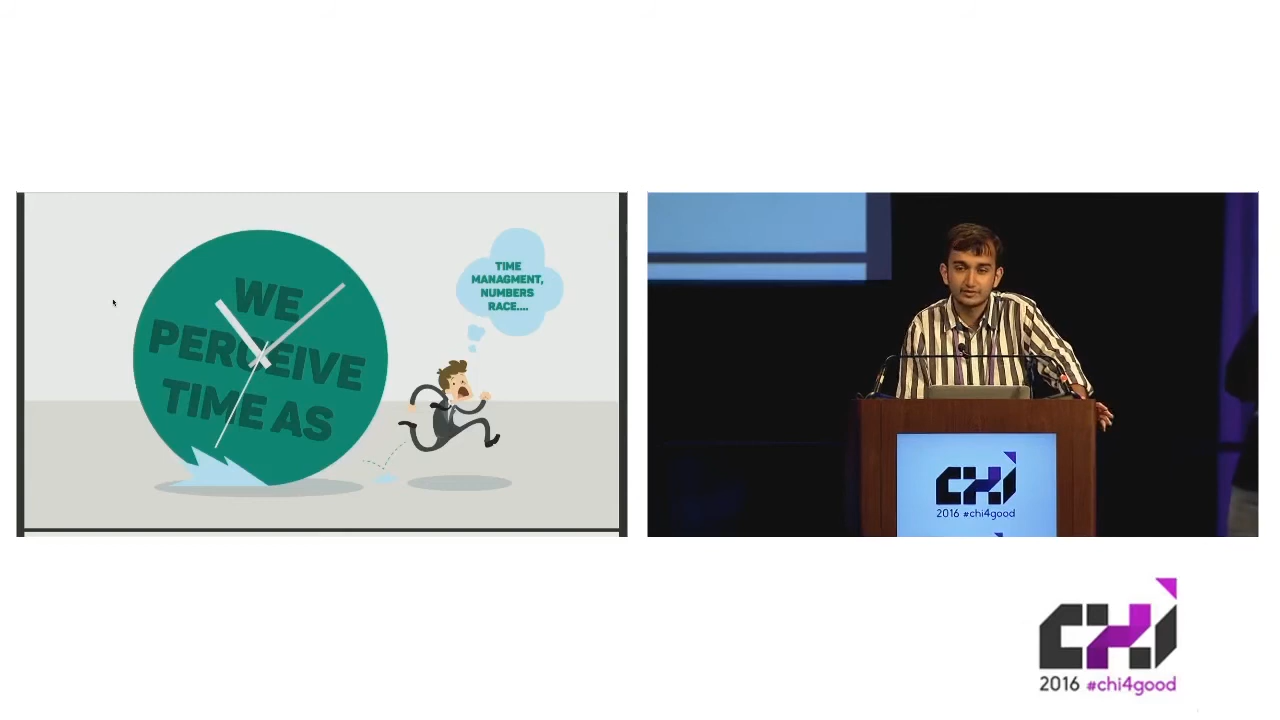 WE
PERCEIVE
TIME AS
TIME
MANAGMENT,
NUMBERS
RACE....
CHI
2016 #chi4good
CHI
2016 #chi4good